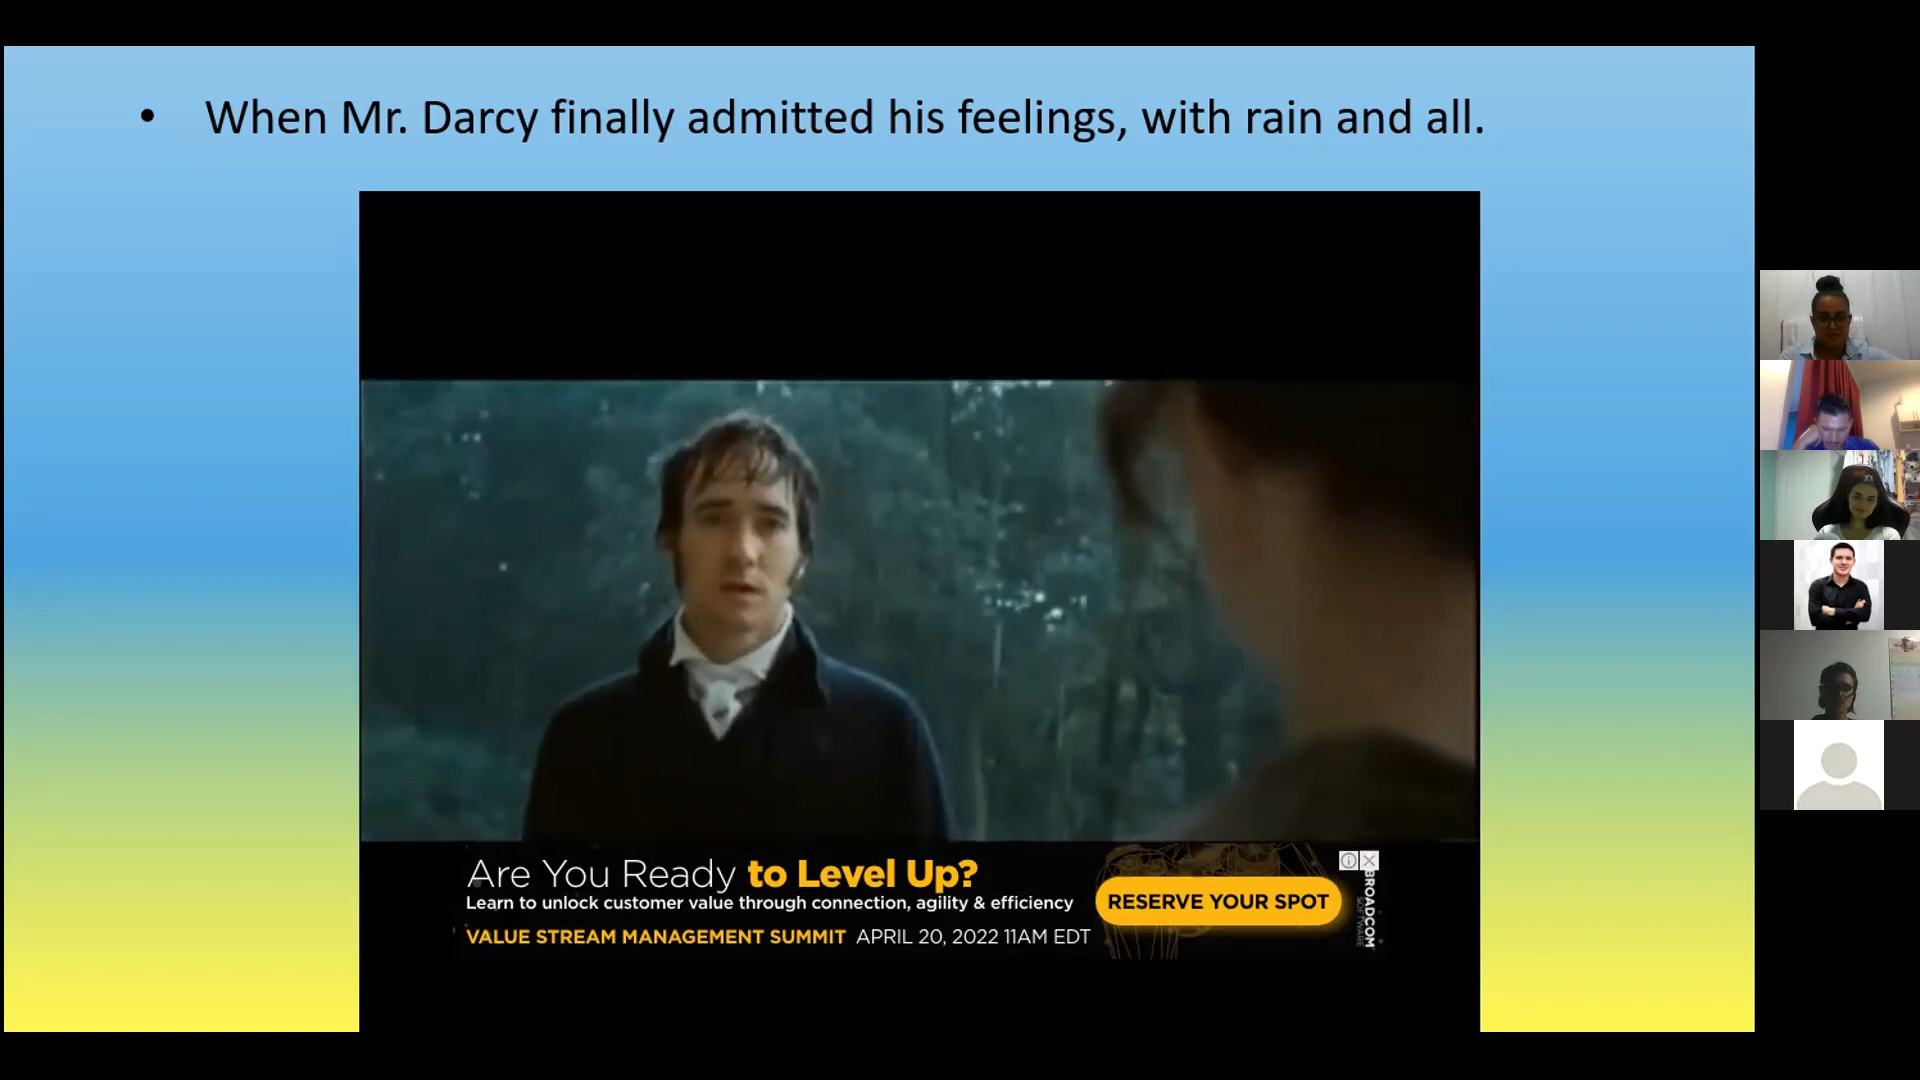 • When Mr. Darcy finally admitted his feelings, with rain and all.
Are You Ready to Level Up?
Learn to unlock customer value through connection, agility & efficiency
VALUE STREAM MANAGEMENT SUMMIT APRIL 20, 2022 11AM EDT
RESERVE YOUR SPOT
BROADCOM
SOFTWARE